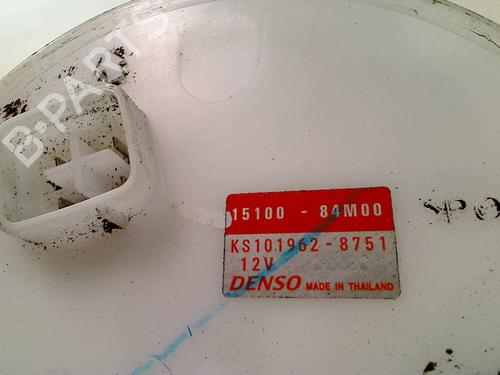 B-PARTS
15100 - 84M00
KS101962-8751
12V
DENSO MADE IN THAILAND